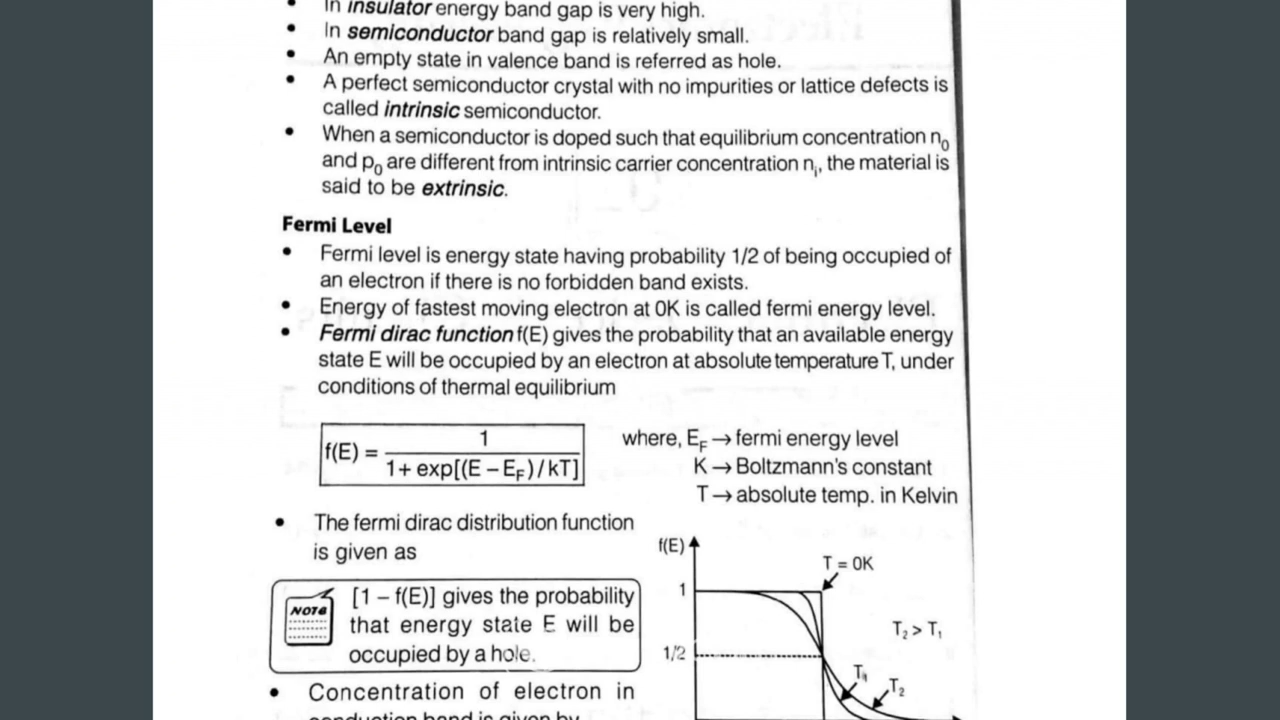 • In insulator energy band gap is very high.
• In semiconductor band gap is relatively small.
• An empty state in valence band is referred as hole.
• A perfect semiconductor crystal with no impurities or lattice defects is
called intrinsic semiconductor.
• When a semiconductor is doped such that equilibrium concentration n₀
and p₀ are different from intrinsic carrier concentration nᵢ, the material is
said to be extrinsic.
Fermi Level
• Fermi level is energy state having probability 1/2 of being occupied of
an electron if there is no forbidden band exists.
• Energy of fastest moving electron at 0K is called fermi energy level.
• Fermi dirac function f(E) gives the probability that an available energy
state E will be occupied by an electron at absolute temperature T, under
conditions of thermal equilibrium
f(E) = 1 / 1 + exp[(E – E_F) / kT]
where, E_F → fermi energy level
K → Boltzmann's constant
T → absolute temp. in Kelvin
• The fermi dirac distribution function
is given as
NOTE
[1 – f(E)] gives the probability
that energy state E will be
occupied by a hole.
• Concentration of electron in
conduction band is given by
f(E)
T = 0K
1
T₂ > T₁
1/2
T₁
T₂